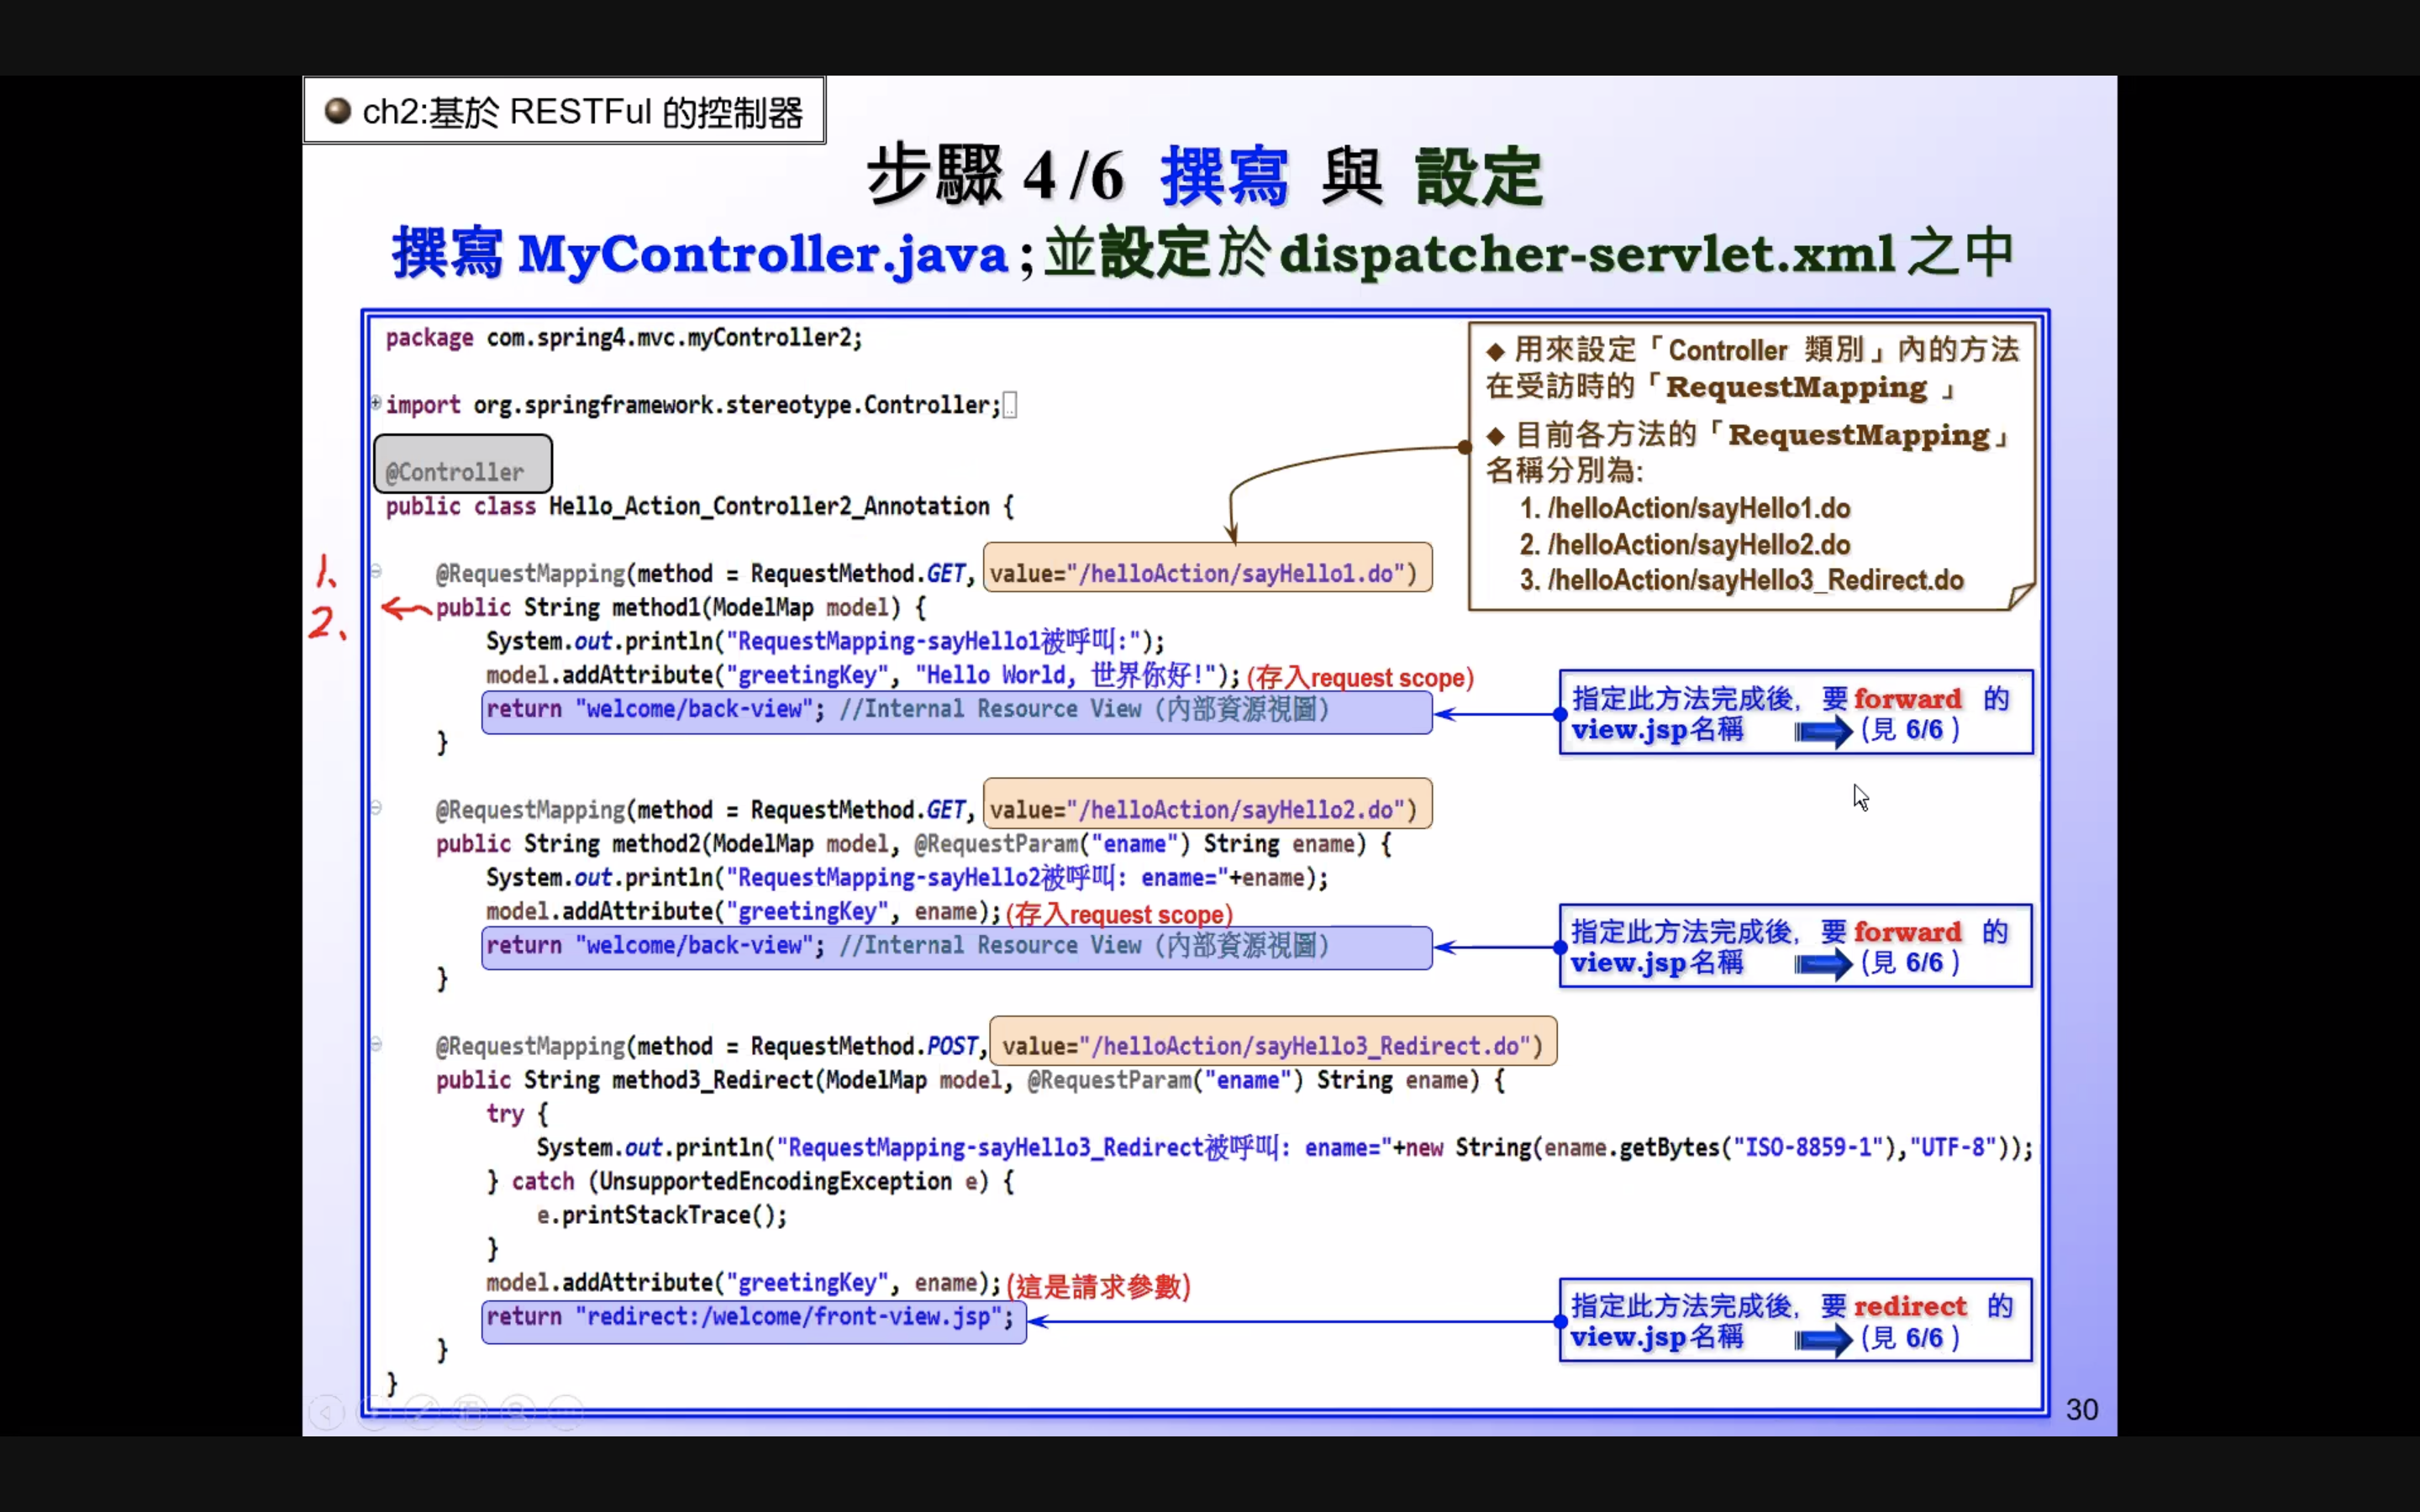 ch2:基於 RESTFul 的控制器
步驟 4 /6 撰寫 與 設定
撰寫 MyController.java ; 並設定於 dispatcher-servlet.xml 之中
package com.spring4.mvc.myController2;
import org.springframework.stereotype.Controller;
@Controller
public class Hello_Action_Controller2_Annotation {
1.
@RequestMapping(method = RequestMethod.GET, value="/helloAction/sayHello1.do")
2.
public String method1(ModelMap model) {
System.out.println("RequestMapping-sayHello1被呼叫:");
model.addAttribute("greetingKey", "Hello World, 世界你好!"); (存入request scope)
return "welcome/back-view"; //Internal Resource View (內部資源視圖)
}
@RequestMapping(method = RequestMethod.GET, value="/helloAction/sayHello2.do")
public String method2(ModelMap model, @RequestParam("ename") String ename) {
System.out.println("RequestMapping-sayHello2被呼叫: ename="+ename);
model.addAttribute("greetingKey", ename); (存入request scope)
return "welcome/back-view"; //Internal Resource View (內部資源視圖)
}
@RequestMapping(method = RequestMethod.POST, value="/helloAction/sayHello3_Redirect.do")
public String method3_Redirect(ModelMap model, @RequestParam("ename") String ename) {
try {
System.out.println("RequestMapping-sayHello3_Redirect被呼叫: ename="+new String(ename.getBytes("ISO-8859-1"),"UTF-8"));
} catch (UnsupportedEncodingException e) {
e.printStackTrace();
}
model.addAttribute("greetingKey", ename); (這是請求參數)
return "redirect:/welcome/front-view.jsp";
}
}
◆ 用來設定「Controller 類別」內的方法
在受訪時的「RequestMapping 」
◆ 目前各方法的「RequestMapping」
名稱分別為:
1. /helloAction/sayHello1.do
2. /helloAction/sayHello2.do
3. /helloAction/sayHello3_Redirect.do
指定此方法完成後, 要 forward 的
view.jsp名稱 (見 6/6 )
指定此方法完成後, 要 forward 的
view.jsp名稱 (見 6/6 )
指定此方法完成後, 要 redirect 的
view.jsp名稱 (見 6/6 )
30